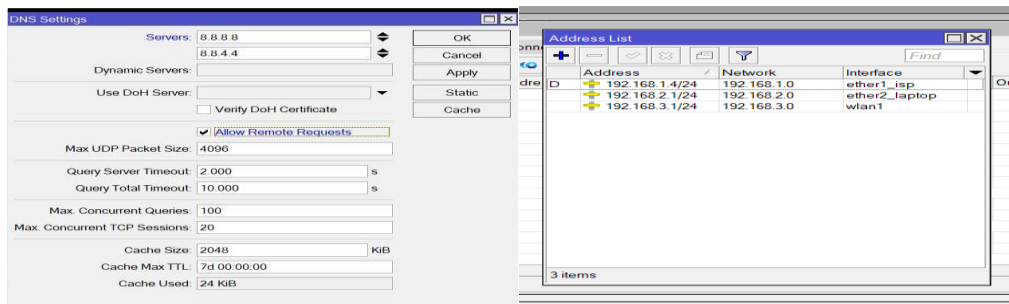 DNS Settings
Servers: 8.8.8.8
8.8.4.4
Dynamic Servers:
Use DoH Server:
Verify DoH Certificate
Allow Remote Requests
Max UDP Packet Size: 4096
Query Server Timeout: 2.000 s
Query Total Timeout: 10.000 s
Max. Concurrent Queries: 100
Max. Concurrent TCP Sessions: 20
Cache Size: 2048 KiB
Cache Max TTL: 7d 00:00:00
Cache Used: 24 KiB
OK
Cancel
Apply
Static
Cache
Address List
Find
Address Network Interface
D 192.168.1.4/24 192.168.1.0 ether1_isp
192.168.2.1/24 192.168.2.0 ether2_laptop
192.168.3.1/24 192.168.3.0 wlan1
3 items